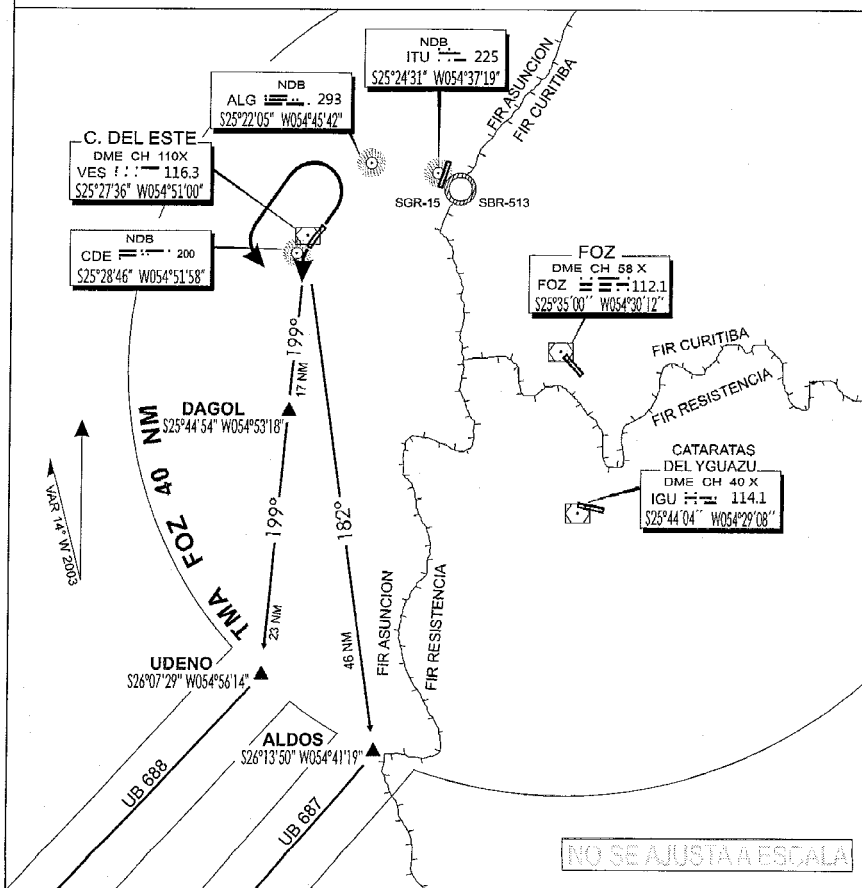 NDB
ITU 225
S25°24'31" W054°37'19"
FIR ASUNCION
FIR CURITIBA
NDB
ALG 293
S25°22'05" W054°45'42"
C. DEL ESTE
DME CH 110X
VES 116.3
S25°27'36" W054°51'00"
SGR-15
SBR-513
NDB
CDE 200
S25°28'46" W054°51'58"
FOZ
DME CH 58 X
FOZ 112.1
S25°35'00'' W054°30'12''
199°
17 NM
FIR CURITIBA
FIR RESISTENCIA
DAGOL
S25°44'54" W054°53'18"
CATARATAS
DEL YGUAZU
DME CH 40 X
IGU 114.1
S25°44'04" W054°29'08"
VAR 14° W 2003
TMA FOZ 40 NM
199°
182°
23 NM
46 NM
FIR ASUNCION
FIR RESISTENCIA
UDENO
S26°07'29" W054°56'14"
ALDOS
S26°13'50" W054°41'19"
UB 688
UB 687
NO SE AJUSTA A ESCALA